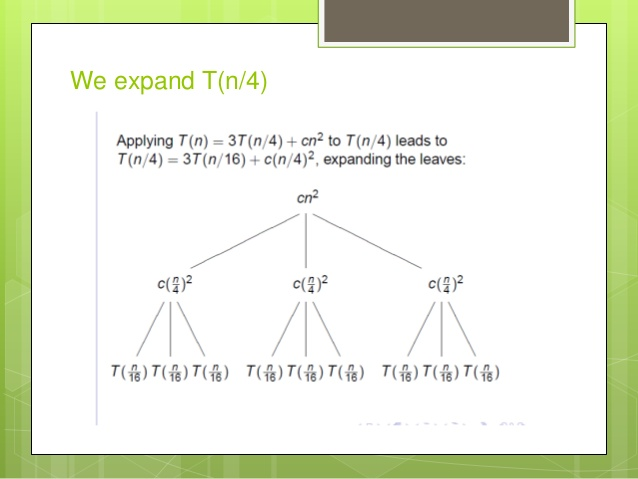 We expand T(n/4)
Applying T(n) = 3T(n/4) + cn² to T(n/4) leads to
T(n/4) = 3T(n/16) + c(n/4)², expanding the leaves:
cn²
c(n/4)² c(n/4)² c(n/4)²
T(n/16) T(n/16) T(n/16) T(n/16) T(n/16) T(n/16) T(n/16) T(n/16) T(n/16)